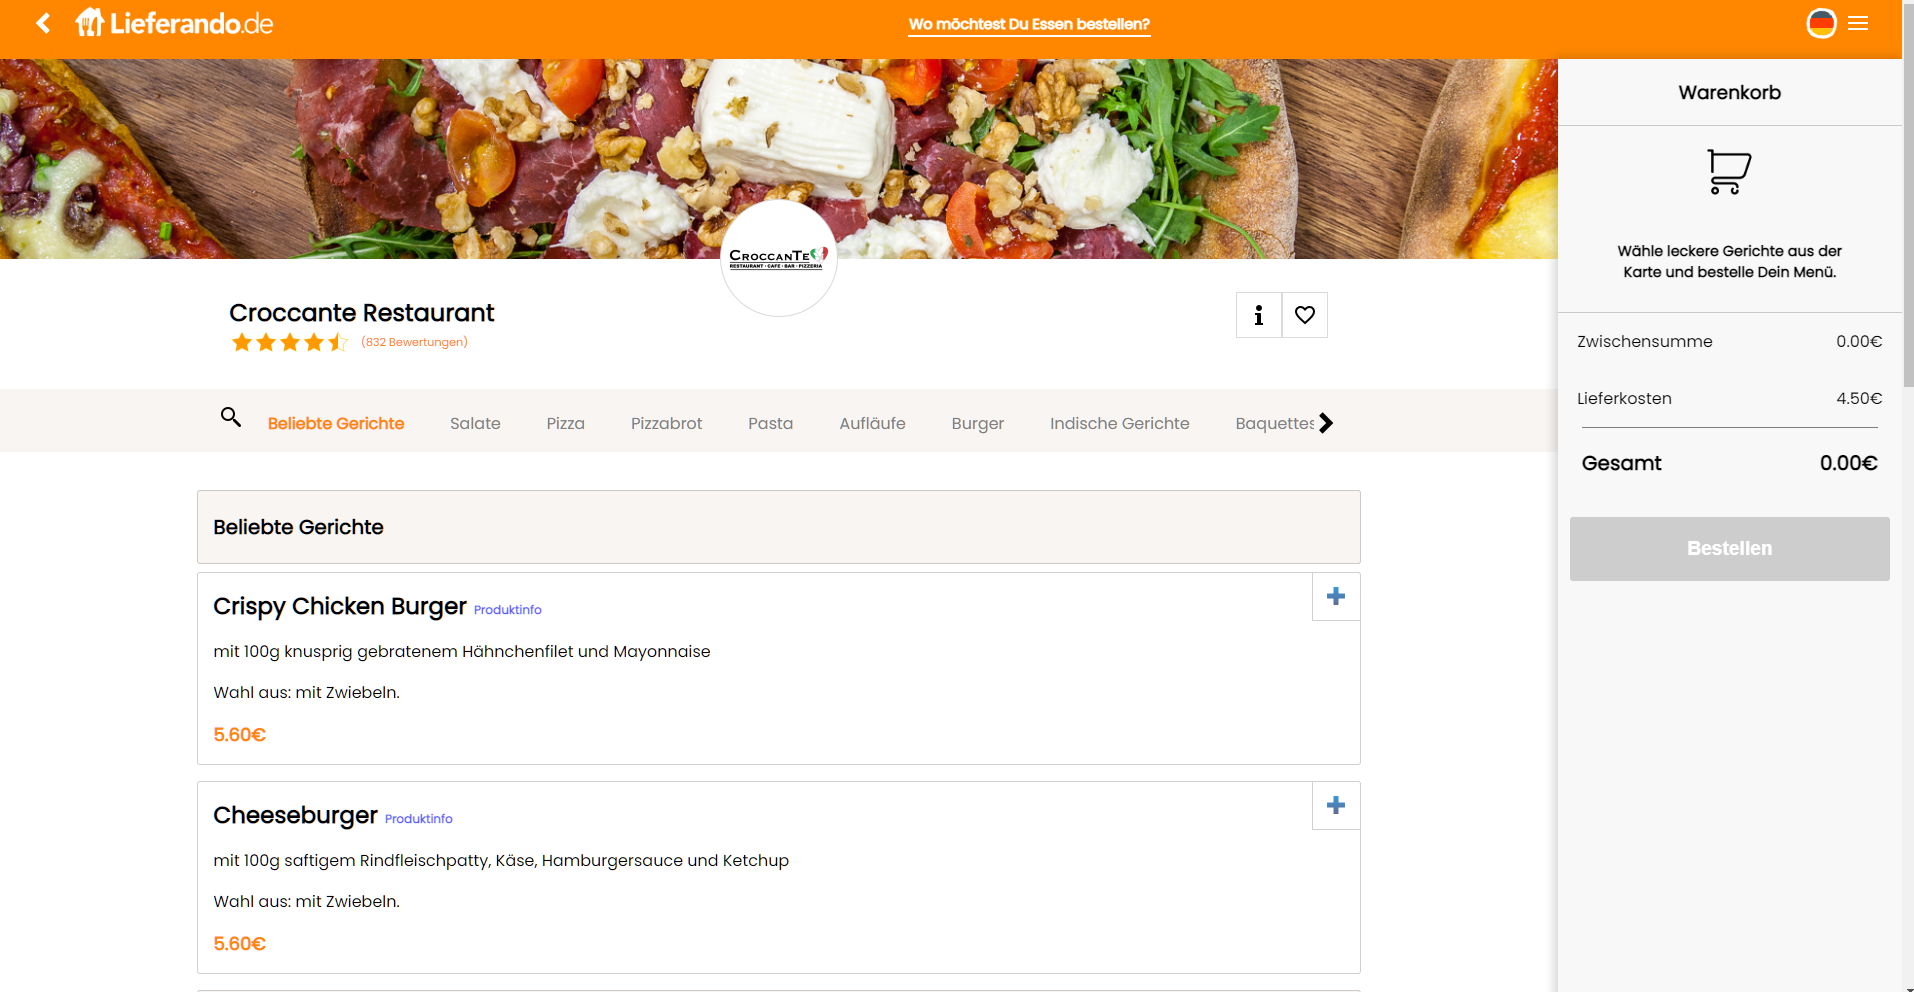 Lieferando.de
Wo möchtest Du Essen bestellen?
CROCCANTE
RESTAURANT · CAFE · BAR · PIZZERIA
Croccante Restaurant
(832 Bewertungen)
Beliebte Gerichte Salate Pizza Pizzabrot Pasta Aufläufe Burger Indische Gerichte Baquettes
Beliebte Gerichte
Crispy Chicken Burger Produktinfo
mit 100g knusprig gebratenem Hähnchenfilet und Mayonnaise
Wahl aus: mit Zwiebeln.
5.60€
Cheeseburger Produktinfo
mit 100g saftigem Rindfleischpatty, Käse, Hamburgersauce und Ketchup
Wahl aus: mit Zwiebeln.
5.60€
Warenkorb
Wähle leckere Gerichte aus der
Karte und bestelle Dein Menü.
Zwischensumme 0.00€
Lieferkosten 4.50€
Gesamt 0.00€
Bestellen